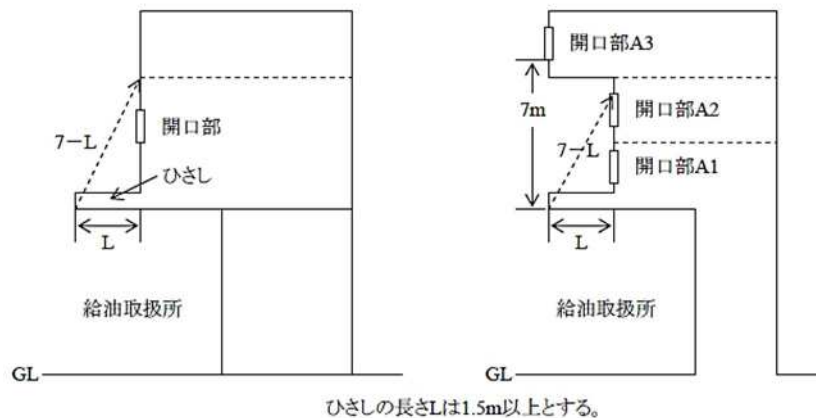 開口部
7－L
ひさし
L
給油取扱所
GL
開口部A3
7m
開口部A2
7－L
開口部A1
L
給油取扱所
GL
ひさしの長さLは1.5m以上とする。